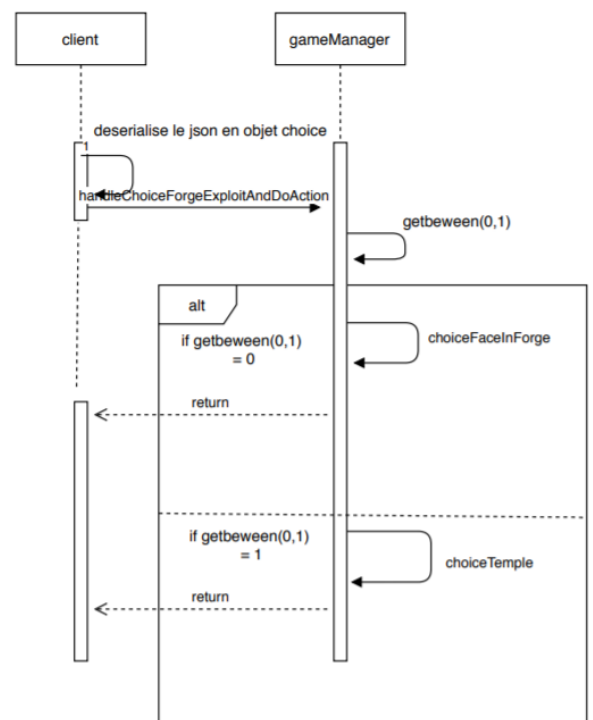 client
gameManager
deserialise le json en objet choice
1
handleChoiceForgeExploitAndDoAction
getbeween(0,1)
alt
if getbeween(0,1)
= 0
choiceFaceInForge
return
if getbeween(0,1)
= 1
choiceTemple
return